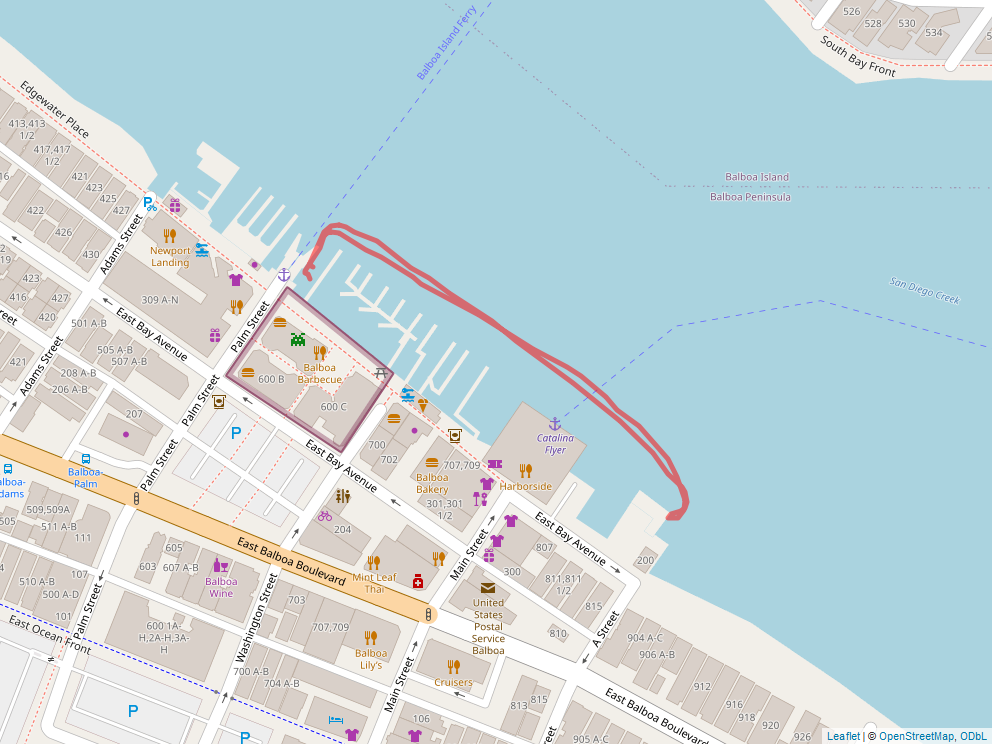 526
528
530
534
South Bay Front
Balboa Island Ferry
Edgewater Place
413,413
1/2
417,417
1/2
421
423
425
427
422
426
430
Balboa Island
Balboa Peninsula
San Diego Creek
P
Adams Street
Newport
Landing
309 A-N
Palm Street
East Bay Avenue
423
416
427
420
421
501 A-B
505 A-B
507 A-B
208 A-B
206 A-B
Adams Street
Palm Street
207
Balboa
Barbecue
600 B
600 C
P
East Bay Avenue
700
702
707,709
Balboa
Bakery
301,301
1/2
Catalina
Flyer
Harborside
East Bay Avenue
807
300
811,811
1/2
815
810
200
A Street
Balboa-
Palm
Palm Street
509,509A
511 A-B
111
505
605
603
607 A-B
107
Balboa
Wine
204
East Balboa Boulevard
Mint Leaf
Thai
Main Street
United
States
Postal
Service
Balboa
510 A-B
500 A-D
101
Palm Street
East Ocean Front
600 1A-
H,2A-H,3A-
H
Washington Street
703
707,709
Balboa
Lily's
700 A-B
704 A-B
Main Street
Cruisers
106
813
815
904 A-C
906 A-B
912
916
918
920
926
905 A-C
East Balboa Boulevard
P
P
Leaflet | © OpenStreetMap, ODbL